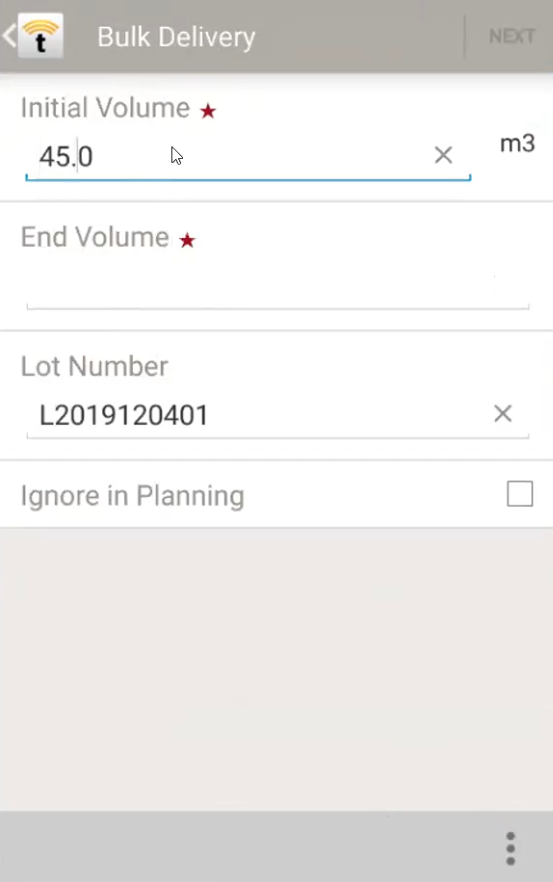 t
Bulk Delivery
NEXT
Initial Volume ★
45.0
m3
End Volume ★
Lot Number
L2019120401
Ignore in Planning